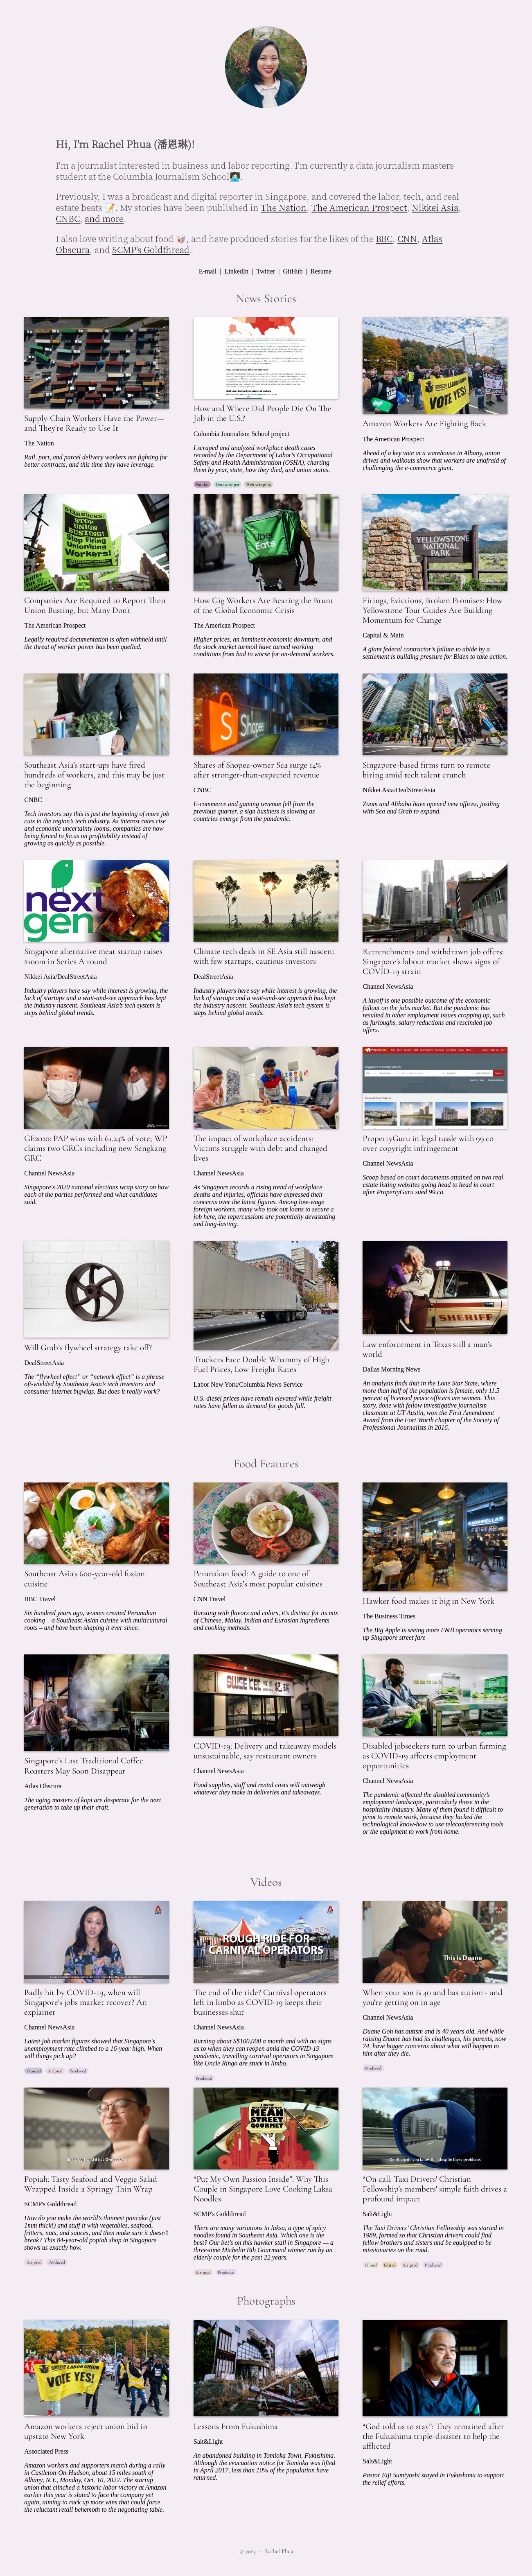 Hi, I'm Rachel Phua (潘恩琳)!
I'm a journalist interested in business and labor reporting. I'm currently a data journalism masters
student at the Columbia Journalism School👩🏻‍💻.
Previously, I was a broadcast and digital reporter in Singapore, and covered the labor, tech, and real
estate beats 📝. My stories have been published in The Nation, The American Prospect, Nikkei Asia,
CNBC, and more.
I also love writing about food 🥡, and have produced stories for the likes of the BBC, CNN, Atlas
Obscura, and SCMP's Goldthread.
E-mail | LinkedIn | Twitter | GitHub | Resume
News Stories
Supply-Chain Workers Have the Power—
and They're Ready to Use It
The Nation
Rail, port, and parcel delivery workers are fighting for
better contracts, and this time they have leverage.
How and Where Did People Die On The
Job in the U.S.?
Columbia Journalism School project
I scraped and analyzed workplace death cases
recorded by the Department of Labor's Occupational
Safety and Health Administration (OSHA), charting
them by year, state, how they died, and union status.
Pandas Datawrapper Web scraping
VOTE YES!
Amazon Workers Are Fighting Back
The American Prospect
Ahead of a key vote at a warehouse in Albany, union
drives and walkouts show that workers are unafraid of
challenging the e-commerce giant.
STARBUCKS:
STOP
UNION
BUSTING!
Stop Firing
Unionizing
Workers!
Companies Are Required to Report Their
Union Busting, but Many Don't
The American Prospect
Legally required documentation is often withheld until
the threat of worker power has been quelled.
Uber
Eats
How Gig Workers Are Bearing the Brunt
of the Global Economic Crisis
The American Prospect
Higher prices, an imminent economic downturn, and
the stock market turmoil have turned working
conditions from bad to worse for on-demand workers.
YELLOWSTONE
NATIONAL
PARK
Firings, Evictions, Broken Promises: How
Yellowstone Tour Guides Are Building
Momentum for Change
Capital & Main
A giant federal contractor's failure to abide by a
settlement is building pressure for Biden to take action.
Southeast Asia's start-ups have fired
hundreds of workers, and this may be just
the beginning
CNBC
Tech investors say this is just the beginning of more job
cuts in the region's tech industry. As interest rates rise
and economic uncertainty looms, companies are now
being forced to focus on profitability instead of
growing as quickly as possible.
Shopee
Shares of Shopee-owner Sea surge 14%
after stronger-than-expected revenue
CNBC
E-commerce and gaming revenue fell from the
previous quarter, a sign business is slowing as
countries emerge from the pandemic.
Singapore-based firms turn to remote
hiring amid tech talent crunch
Nikkei Asia/DealStreetAsia
Zoom and Alibaba have opened new offices, jostling
with Sea and Grab to expand.
next
gen
Singapore alternative meat startup raises
$100m in Series A round
Nikkei Asia/DealStreetAsia
Industry players here say while interest is growing, the
lack of startups and a wait-and-see approach has kept
the industry nascent. Southeast Asia's tech system is
steps behind global trends.
Climate tech deals in SE Asia still nascent
with few startups, cautious investors
DealStreetAsia
Industry players here say while interest is growing, the
lack of startups and a wait-and-see approach has kept
the industry nascent. Southeast Asia's tech system is
steps behind global trends.
Retrenchments and withdrawn job offers:
Singapore's labour market shows signs of
COVID-19 strain
Channel NewsAsia
A layoff is one possible outcome of the economic
fallout on the jobs market. But the pandemic has
resulted in other employment issues cropping up, such
as furloughs, salary reductions and rescinded job
offers.
GE2020: PAP wins with 61.24% of vote; WP
claims two GRCs including new Sengkang
GRC
Channel NewsAsia
Singapore's 2020 national elections wrap story on how
each of the parties performed and what candidates
said.
The impact of workplace accidents:
Victims struggle with debt and changed
lives
Channel NewsAsia
As Singapore records a rising trend of workplace
deaths and injuries, officials have expressed their
concerns over the latest figures. Among low-wage
foreign workers, many who took out loans to secure a
job here, the repercussions are potentially devastating
and long-lasting.
PropertyGuru in legal tussle with 99.co
over copyright infringement
Channel NewsAsia
Scoop based on court documents attained on two real
estate listing websites going head to head in court
after PropertyGuru sued 99.co.
Will Grab's flywheel strategy take off?
DealStreetAsia
The “flywheel effect” or “network effect” is a phrase
oft-wielded by Southeast Asia's tech investors and
consumer internet bigwigs. But does it really work?
Truckers Face Double Whammy of High
Fuel Prices, Low Freight Rates
Labor New York/Columbia News Service
U.S. diesel prices have remain elevated while freight
rates have fallen as demand for goods fall.
SHERIFF
Law enforcement in Texas still a man's
world
Dallas Morning News
An analysis finds that in the Lone Star State, where
more than half of the population is female, only 11.5
percent of licensed peace officers are women. This
story, done with fellow investigative journalism
classmate at UT Austin, won the First Amendment
Award from the Fort Worth chapter of the Society of
Professional Journalists in 2016.
Food Features
Southeast Asia's 600-year-old fusion
cuisine
BBC Travel
Six hundred years ago, women created Peranakan
cooking – a Southeast Asian cuisine with multicultural
roots – and have been shaping it ever since.
Peranakan food: A guide to one of
Southeast Asia's most popular cuisines
CNN Travel
Bursting with flavors and colors, it's distinct for its mix
of Chinese, Malay, Indian and Eurasian ingredients
and cooking methods.
Hawker food makes it big in New York
The Business Times
The Big Apple is seeing more F&B operators serving
up Singapore street fare
Singapore's Last Traditional Coffee
Roasters May Soon Disappear
Atlas Obscura
The aging masters of kopi are desperate for the next
generation to take up their craft.
SWEE KEE
COVID-19: Delivery and takeaway models
unsustainable, say restaurant owners
Channel NewsAsia
Food supplies, staff and rental costs will outweigh
whatever they make in deliveries and takeaways.
Disabled jobseekers turn to urban farming
as COVID-19 affects employment
opportunities
Channel NewsAsia
The pandemic affected the disabled community's
employment landscape, particularly those in the
hospitality industry. Many of them found it difficult to
pivot to remote work, because they lacked the
technological know-how to use teleconferencing tools
or the equipment to work from home.
Videos
Badly hit by COVID-19, when will
Singapore's jobs market recover? An
explainer
Channel NewsAsia
Latest job market figures showed that Singapore's
unemployment rate climbed to a 16-year high. When
will things pick up?
Scripted Produced
ROUGH RIDE FOR
CARNIVAL OPERATORS
The end of the ride? Carnival operators
left in limbo as COVID-19 keeps their
businesses shut
Channel NewsAsia
Burning about S$100,000 a month and with no signs
as to when they can reopen amid the COVID-19
pandemic, travelling carnival operators in Singapore
like Uncle Ringo are stuck in limbo.
Produced
This is Duane
When your son is 40 and has autism - and
you're getting on in age
Channel NewsAsia
Duane Goh has autism and is 40 years old. And while
raising Duane has had its challenges, his parents, now
74, have bigger concerns about what will happen to
him after they die.
Produced
Popiah: Tasty Seafood and Veggie Salad
Wrapped Inside a Springy Thin Wrap
SCMP's Goldthread
How do you make the world's thinnest pancake (just
1mm thick!) and stuff it with vegetables, seafood,
fritters, nuts, and sauces, and then make sure it doesn't
break? This 84-year-old popiah shop in Singapore
shows us exactly how.
Scripted Produced
MEAN
STREET
GOURMET
“Put My Own Passion Inside”: Why This
Couple in Singapore Love Cooking Laksa
Noodles
SCMP's Goldthread
There are many variations to laksa, a type of spicy
noodles found in Southeast Asia. Which one is the
best? Our bet's on this hawker stall in Singapore — a
three-time Michelin Bib Gourmand winner run by an
elderly couple for the past 22 years.
Scripted Produced
“On call: Taxi Drivers' Christian
Fellowship's members' simple faith drives a
profound impact
Salt&Light
The Taxi Drivers' Christian Fellowship was started in
1989, formed so that Christian drivers could find
fellow brothers and sisters and be equipped to be
missionaries on the road.
Filmed Edited Scripted Produced
Photographs
VOTE YES!
Amazon workers reject union bid in
upstate New York
Associated Press
Amazon workers and supporters march during a rally
in Castleton-On-Hudson, about 15 miles south of
Albany, N.Y., Monday, Oct. 10, 2022. The startup
union that clinched a historic labor victory at Amazon
earlier this year is slated to face the company yet
again, aiming to rack up more wins that could force
the reluctant retail behemoth to the negotiating table.
Lessons From Fukushima
Salt&Light
An abandoned building in Tomioka Town, Fukushima.
Although the evacuation notice for Tomioka was lifted
in April 2017, less than 10% of the population have
returned.
“God told us to stay”: They remained after
the Fukushima triple-disaster to help the
afflicted
Salt&Light
Pastor Eiji Sumiyoshi stayed in Fukushima to support
the relief efforts.
© 2023 — Rachel Phua